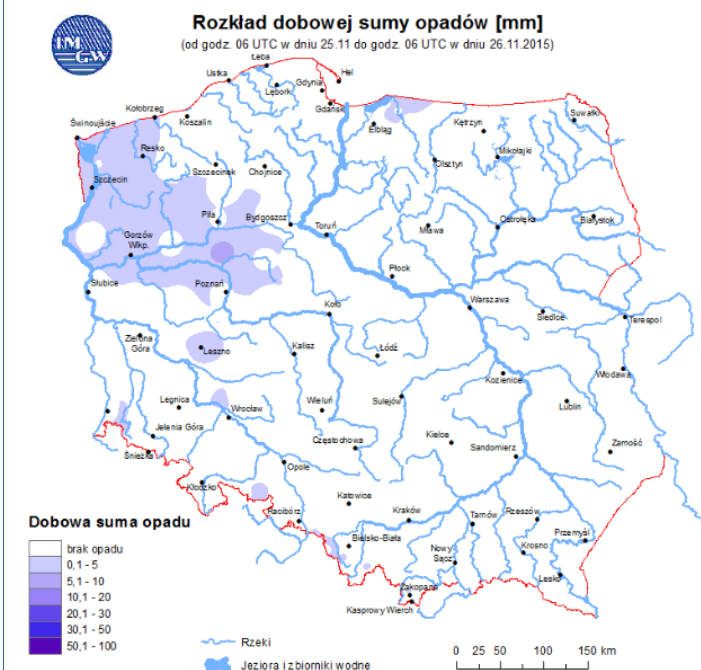 Rozkład dobowej sumy opadów [mm]
(od godz. 06 UTC w dniu 25.11 do godz. 06 UTC w dniu 26.11.2015)
IM
GW
Łeba
Ustka
Hel
Lębork
Gdynia
Gdańsk
Kołobrzeg
Koszalin
Świnoujście
Elbląg
Kętrzyn
Suwałki
Resko
Olsztyn
Mikołajki
Szczecinek
Chojnice
Szczecin
Piła
Bydgoszcz
Toruń
Mława
Ostrołęka
Białystok
Gorzów
Wlkp.
Płock
Słubice
Poznań
Koło
Warszawa
Siedlce
Terespol
Zielona
Góra
Leszno
Kalisz
Łódź
Kozienice
Włodawa
Legnica
Wrocław
Wieluń
Sulejów
Lublin
Jelenia Góra
Częstochowa
Kielce
Sandomierz
Zamość
Śnieżka
Opole
Kłodzko
Katowice
Racibórz
Kraków
Tarnów
Rzeszów
Przemyśl
Bielsko-Biała
Nowy
Sącz
Krosno
Lesko
Zakopane
Kasprowy Wierch
Dobowa suma opadu
brak opadu
0,1 - 5
5,1 - 10
10,1 - 20
20,1 - 30
30,1 - 50
50,1 - 100
Rzeki
Jeziora i zbiorniki wodne
0 25 50 100 150 km